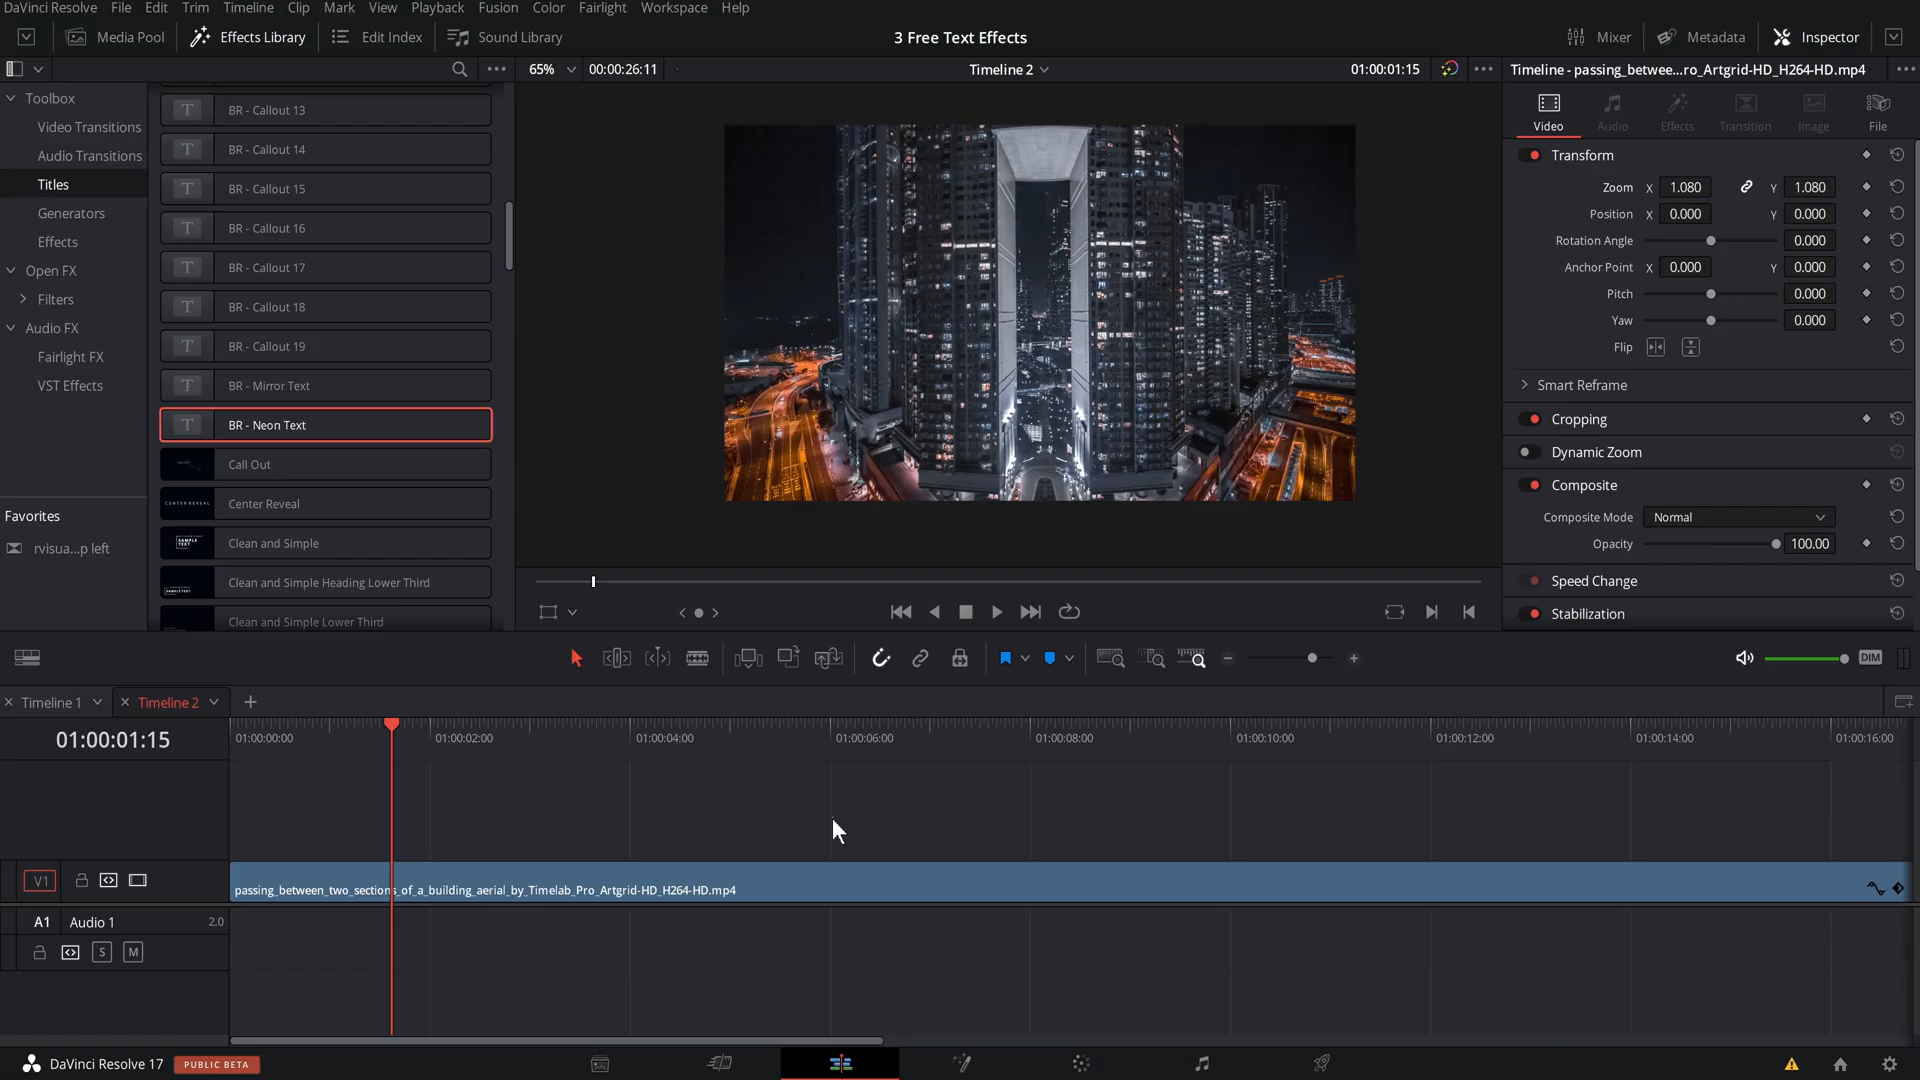 DaVinci Resolve File Edit Trim Timeline Clip Mark View Playback Fusion Color Fairlight Workspace Help
Media Pool Effects Library Edit Index Sound Library 3 Free Text Effects Mixer Metadata Inspector
65% 00:00:26:11 Timeline 2 01:00:01:15 Timeline - passing_betwee...ro_Artgrid-HD_H264-HD.mp4
Toolbox
Video Transitions
Audio Transitions
Titles
Generators
Effects
Open FX
Filters
Audio FX
Fairlight FX
VST Effects
Favorites
rvisua...p left
BR - Callout 13
BR - Callout 14
BR - Callout 15
BR - Callout 16
BR - Callout 17
BR - Callout 18
BR - Callout 19
BR - Mirror Text
BR - Neon Text
Call Out
CENTER REVEAL Center Reveal
SAMPLE TEXT Clean and Simple
Clean and Simple Heading Lower Third
Clean and Simple Lower Third
Video Audio Effects Transition Image File
Transform
Zoom X 1.080 Y 1.080
Position X 0.000 Y 0.000
Rotation Angle 0.000
Anchor Point X 0.000 Y 0.000
Pitch 0.000
Yaw 0.000
Flip
Smart Reframe
Cropping
Dynamic Zoom
Composite
Composite Mode Normal
Opacity 100.00
Speed Change
Stabilization
DIM
Timeline 1 Timeline 2
01:00:01:15
01:00:00:00 01:00:02:00 01:00:04:00 01:00:06:00 01:00:08:00 01:00:10:00 01:00:12:00 01:00:14:00 01:00:16:00
V1
passing_between_two_sections_of_a_building_aerial_by_Timelab_Pro_Artgrid-HD_H264-HD.mp4
A1 Audio 1 2.0
S M
DaVinci Resolve 17 PUBLIC BETA